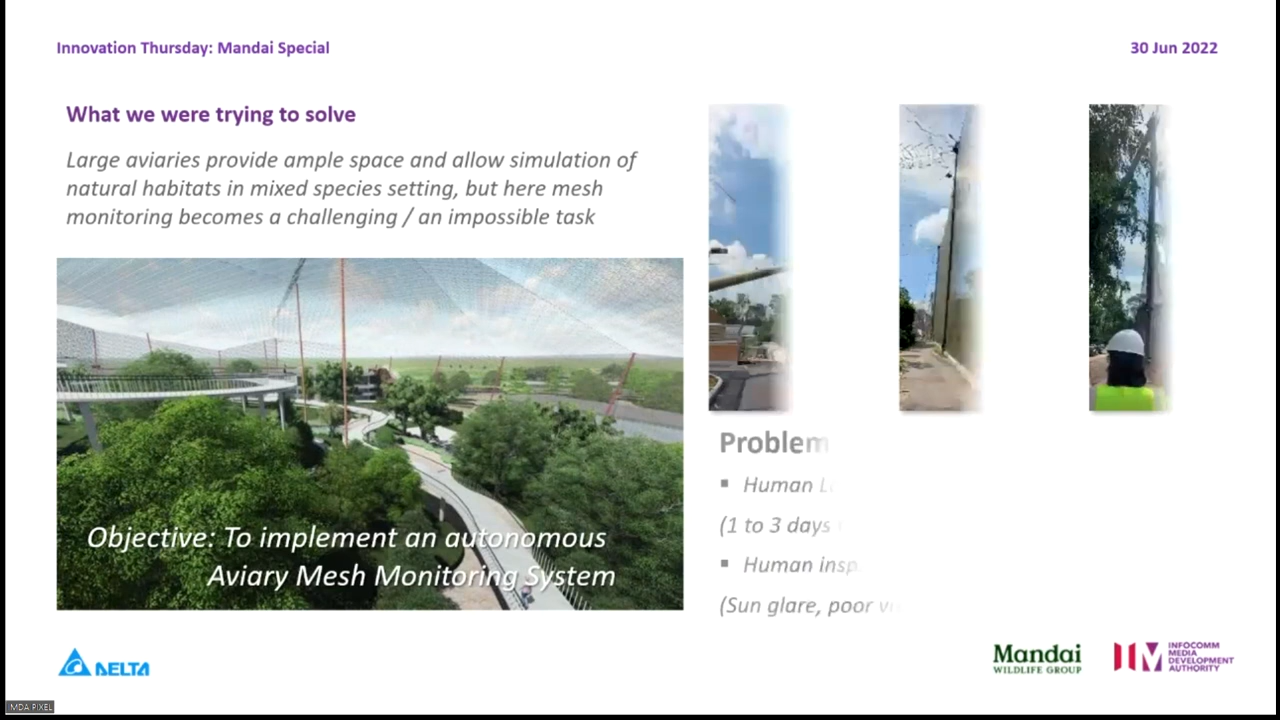 Innovation Thursday: Mandai Special
30 Jun 2022
What we were trying to solve
Large aviaries provide ample space and allow simulation of
natural habitats in mixed species setting, but here mesh
monitoring becomes a challenging / an impossible task
Objective: To implement an autonomous
Aviary Mesh Monitoring System
Problem
▪ Human
(1 to 3 days
▪ Human
(Sun glare, poor
DELTA
Mandai
WILDLIFE GROUP
INFOCOMM
MEDIA
DEVELOPMENT
AUTHORITY
IMDA PIXEL